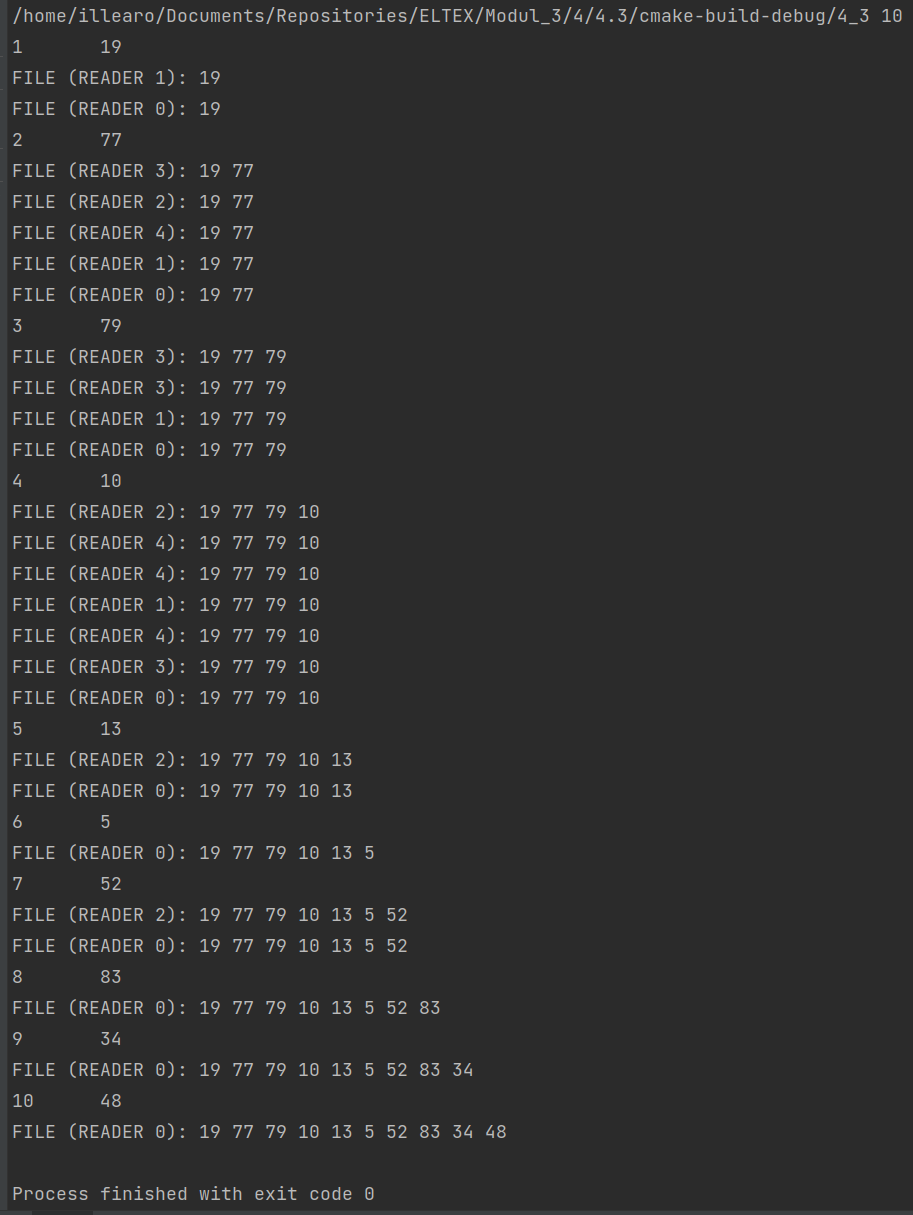 /home/illearo/Documents/Repositories/ELTEX/Modul_3/4/4.3/cmake-build-debug/4_3 10
1       19
FILE (READER 1): 19
FILE (READER 0): 19
2       77
FILE (READER 3): 19 77
FILE (READER 2): 19 77
FILE (READER 4): 19 77
FILE (READER 1): 19 77
FILE (READER 0): 19 77
3       79
FILE (READER 3): 19 77 79
FILE (READER 3): 19 77 79
FILE (READER 1): 19 77 79
FILE (READER 0): 19 77 79
4       10
FILE (READER 2): 19 77 79 10
FILE (READER 4): 19 77 79 10
FILE (READER 4): 19 77 79 10
FILE (READER 1): 19 77 79 10
FILE (READER 4): 19 77 79 10
FILE (READER 3): 19 77 79 10
FILE (READER 0): 19 77 79 10
5       13
FILE (READER 2): 19 77 79 10 13
FILE (READER 0): 19 77 79 10 13
6       5
FILE (READER 0): 19 77 79 10 13 5
7       52
FILE (READER 2): 19 77 79 10 13 5 52
FILE (READER 0): 19 77 79 10 13 5 52
8       83
FILE (READER 0): 19 77 79 10 13 5 52 83
9       34
FILE (READER 0): 19 77 79 10 13 5 52 83 34
10      48
FILE (READER 0): 19 77 79 10 13 5 52 83 34 48
Process finished with exit code 0